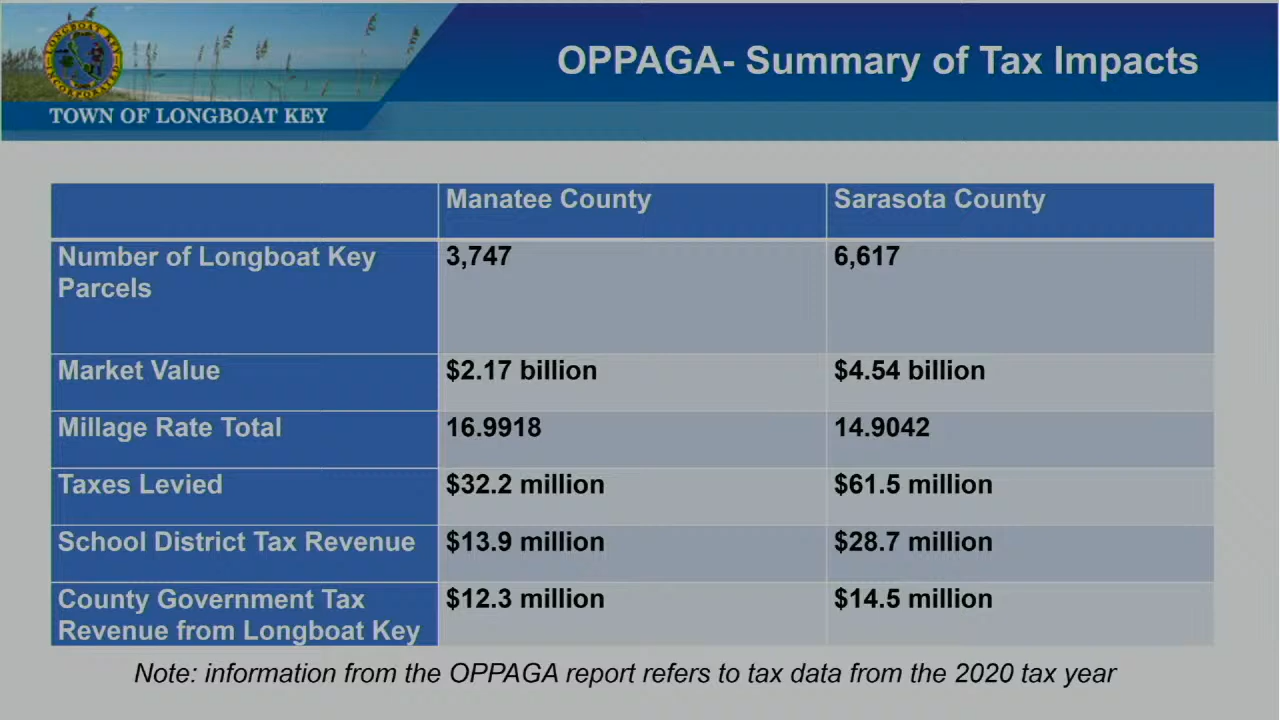 OPPAGA- Summary of Tax Impacts
LONGBOAT KEY
INCORPORATED
TOWN OF LONGBOAT KEY
Manatee County Sarasota County
Number of Longboat Key 3,747 6,617
Parcels
Market Value $2.17 billion $4.54 billion
Millage Rate Total 16.9918 14.9042
Taxes Levied $32.2 million $61.5 million
School District Tax Revenue $13.9 million $28.7 million
County Government Tax $12.3 million $14.5 million
Revenue from Longboat Key
Note: information from the OPPAGA report refers to tax data from the 2020 tax year